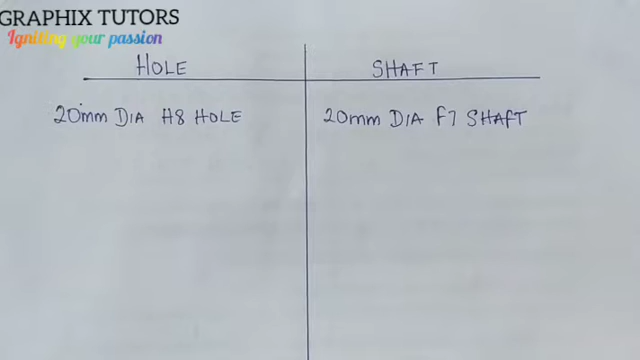 GRAPHIX TUTORS
Igniting your passion
HOLE
SHAFT
20mm DIA H8 HOLE
20mm DIA F7 SHAFT